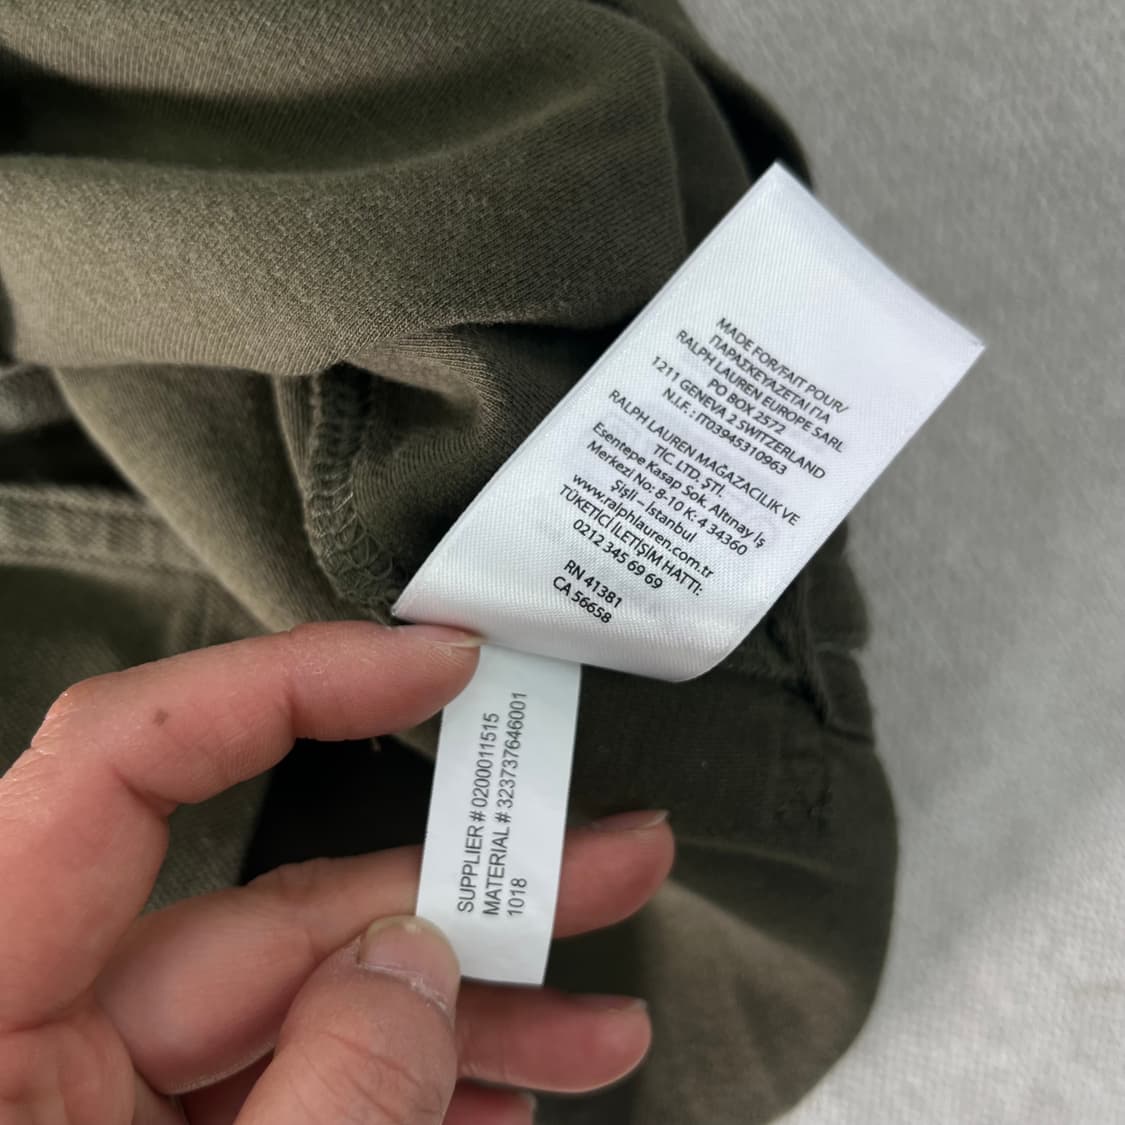 MADE FOR/FAIT POUR/
ΠΑΡΑΣΚΕΥΑΖΕΤΑΙ ΓΙΑ
RALPH LAUREN EUROPE SARL
PO BOX 2572
1211 GENEVA 2 SWITZERLAND
N.I.F. : IT03945310963
RALPH LAUREN MAĞAZACILIK VE
TİC. LTD. ŞTİ.
Esentepe Kasap Sok. Altınay İş
Merkezi No: 8-10 K: 4 34360
Şişli – İstanbul
www.ralphlauren.com.tr
TÜKETİCİ İLETİŞİM HATTI:
0212 345 69 69
RN 41381
CA 56658
SUPPLIER # 0200011515
MATERIAL # 323737646001
1018